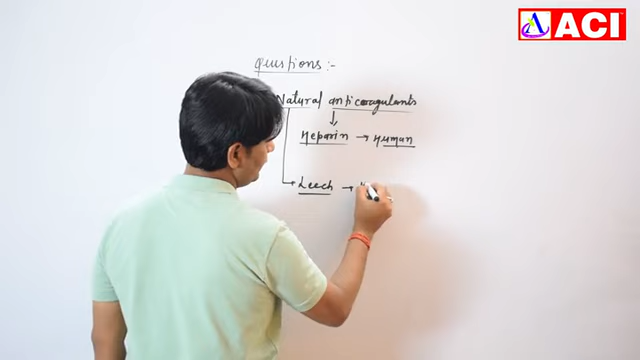 ACI
Questions :-
Natural anticoagulants
Heparin → Human
Leech →